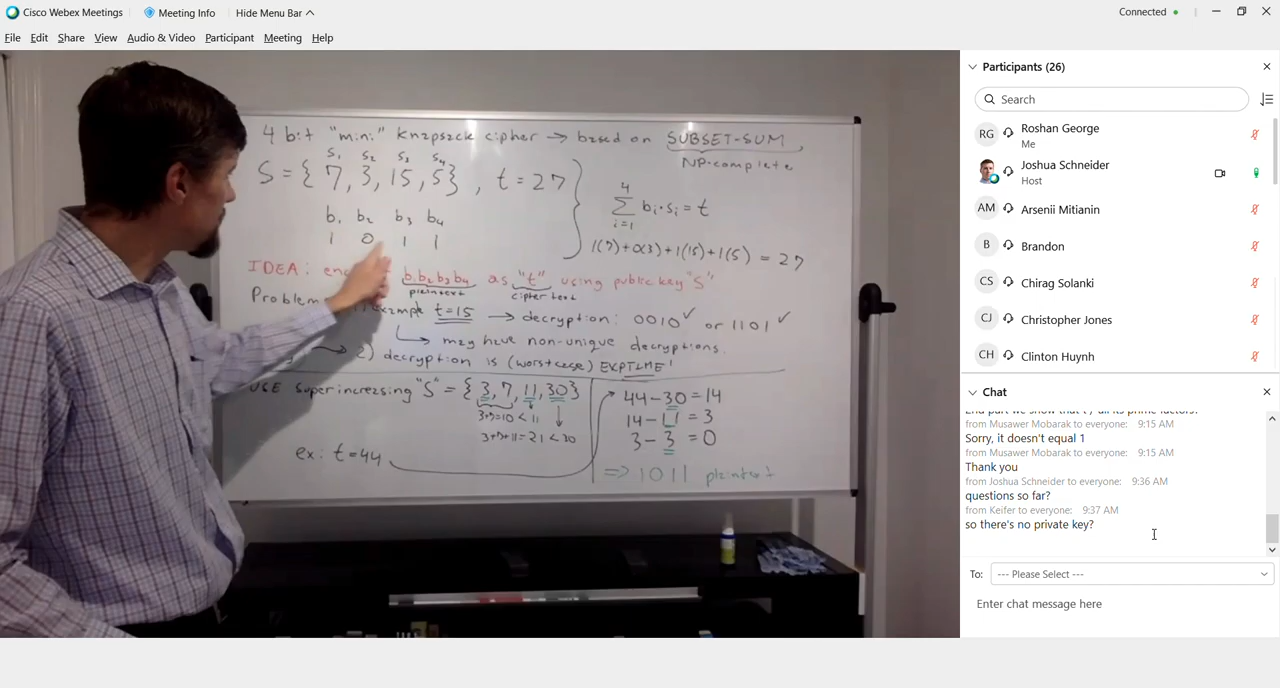 Cisco Webex Meetings Meeting Info Hide Menu Bar Connected
File Edit Share View Audio & Video Participant Meeting Help
4 bit "mini" knapsack cipher → based on SUBSET-SUM,
NP-complete
S₁ S₂ S₃ S₄
S = { 7, 3, 15, 5 } , t = 27
b₁ b₂ b₃ b₄
1 0 1 1
4
∑ bᵢ·sᵢ = t
i=1
1(7) + 0(3) + 1(15) + 1(5) = 27
IDEA: en b₁b₂b₃b₄ as "t" using public key "S"
plaintext ciphertext
Problem example t=15 → decryption: 0010 ✓ or 1101 ✓
↳ may have non-unique decryptions.
→ 2) decryption is (worst case) EXPTIME!
USE superincreasing "S" = { 3, 7, 11, 30 }
3+7=10 < 11
3+7+11=21 < 30
ex: t=44
44-30=14
14-11=3
3-3=0
⇒ 1011 plaintext
Participants (26)
Search
RG Roshan George
Me
Joshua Schneider
Host
AM Arsenii Mitianin
B Brandon
CS Chirag Solanki
CJ Christopher Jones
CH Clinton Huynh
Chat
from Musawer Mobarak to everyone: 9:15 AM
Sorry, it doesn't equal 1
from Musawer Mobarak to everyone: 9:15 AM
Thank you
from Joshua Schneider to everyone: 9:36 AM
questions so far?
from Keifer to everyone: 9:37 AM
so there's no private key?
To: --- Please Select ---
Enter chat message here